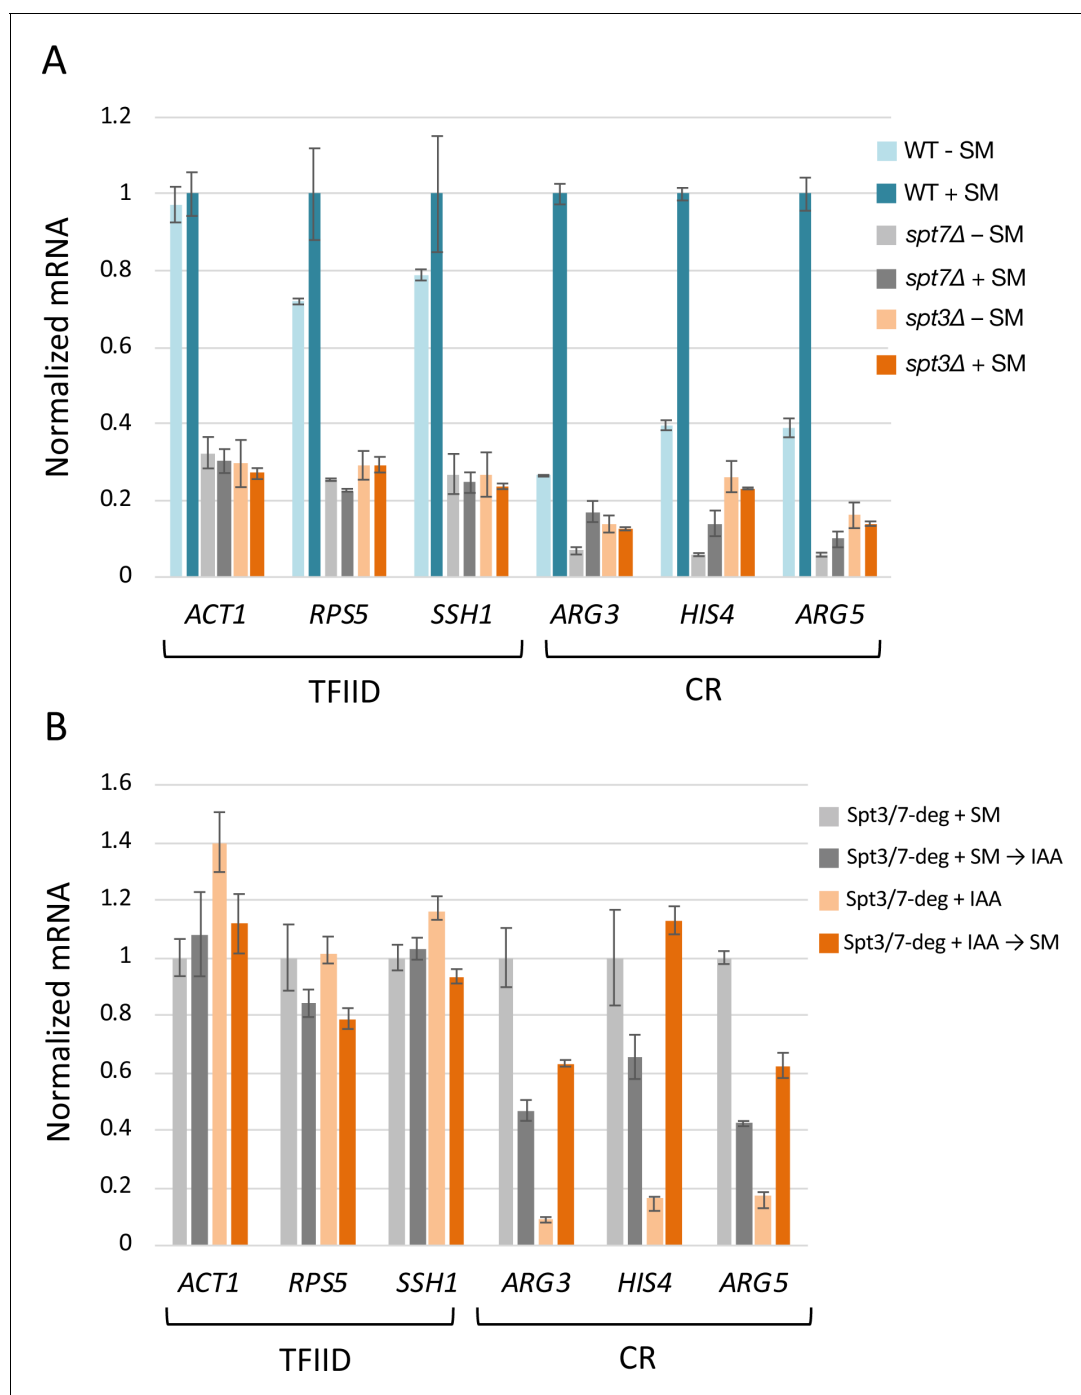 A
1.2
1
0.8
0.6
0.4
0.2
0
Normalized mRNA
WT - SM
WT + SM
spt7Δ – SM
spt7Δ + SM
spt3Δ – SM
spt3Δ + SM
ACT1 RPS5 SSH1 ARG3 HIS4 ARG5
TFIID CR
B
1.6
1.4
1.2
1
0.8
0.6
0.4
0.2
0
Normalized mRNA
Spt3/7-deg + SM
Spt3/7-deg + SM → IAA
Spt3/7-deg + IAA
Spt3/7-deg + IAA → SM
ACT1 RPS5 SSH1 ARG3 HIS4 ARG5
TFIID CR